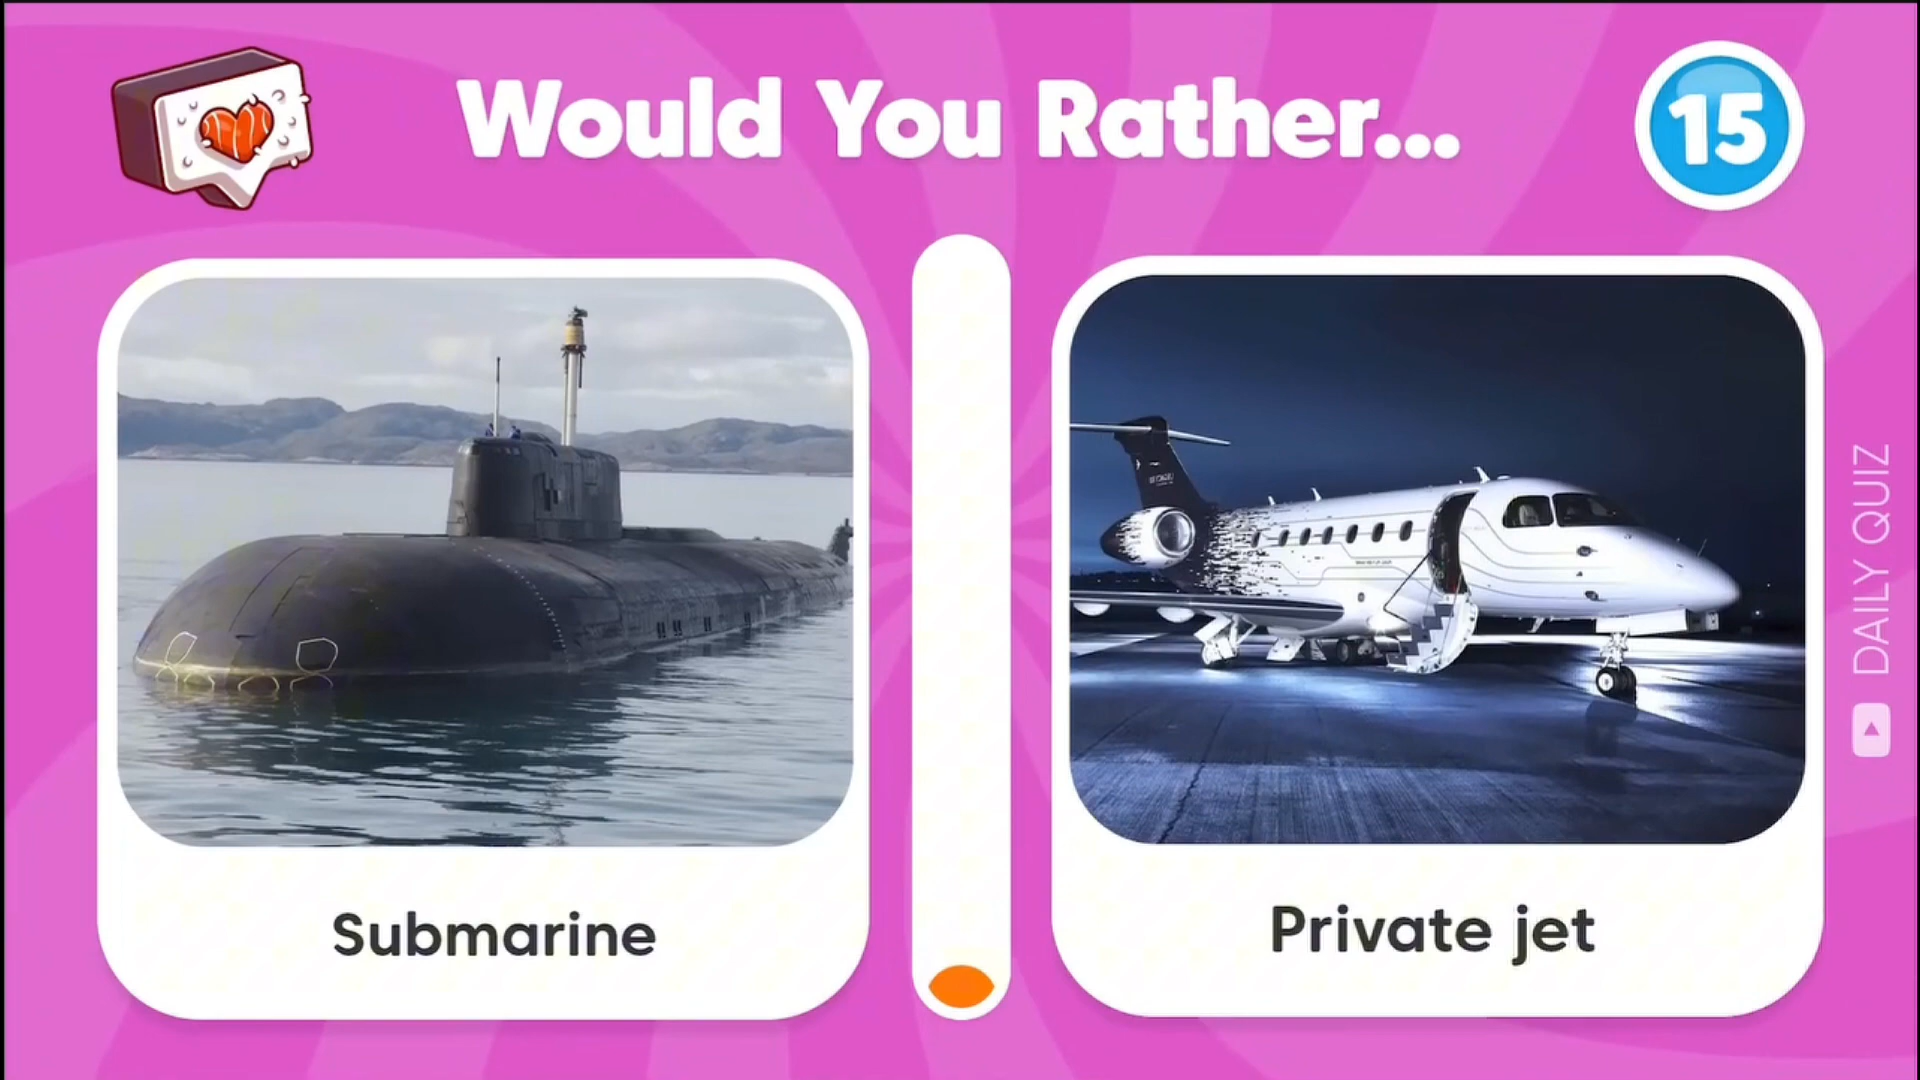 Would You Rather...
15
Submarine
Private jet
DAILY QUIZ